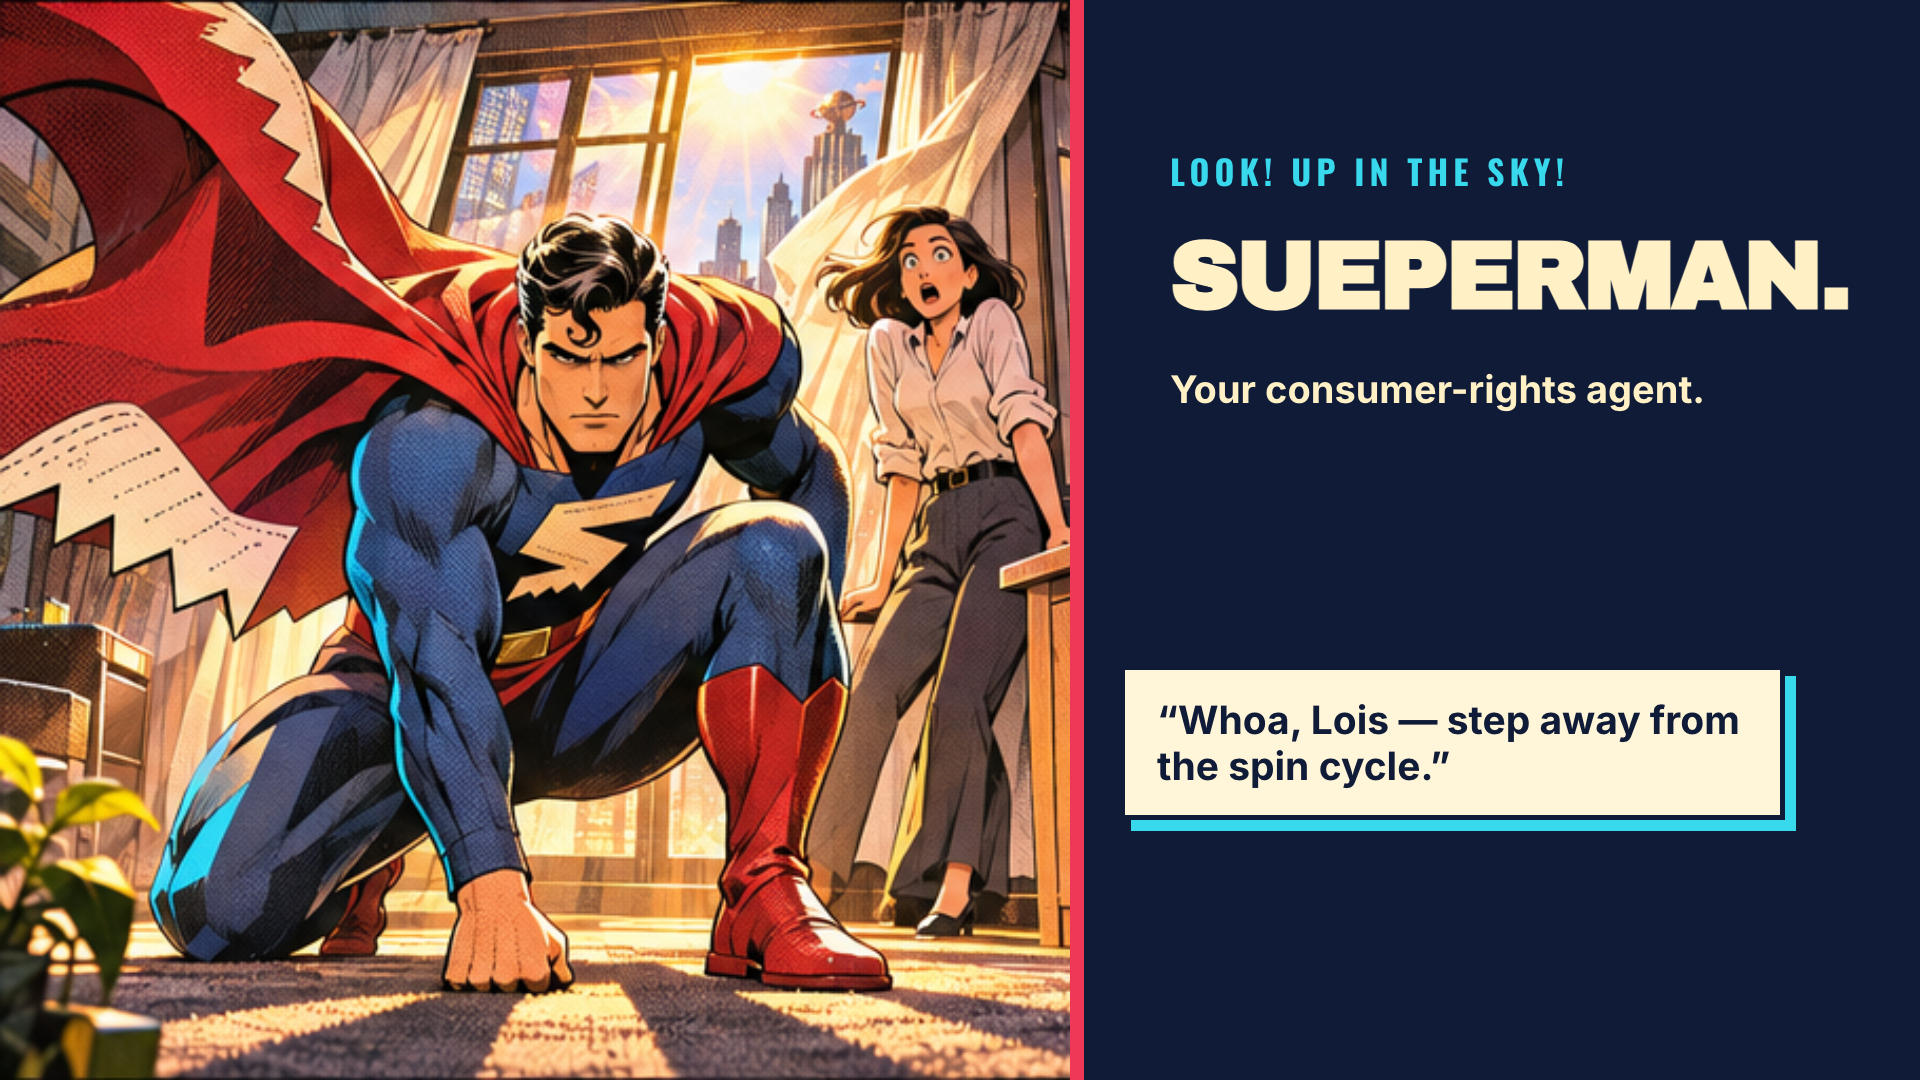 LOOK! UP IN THE SKY!
SUEPERMAN.
Your consumer-rights agent.
“Whoa, Lois — step away from
the spin cycle.”